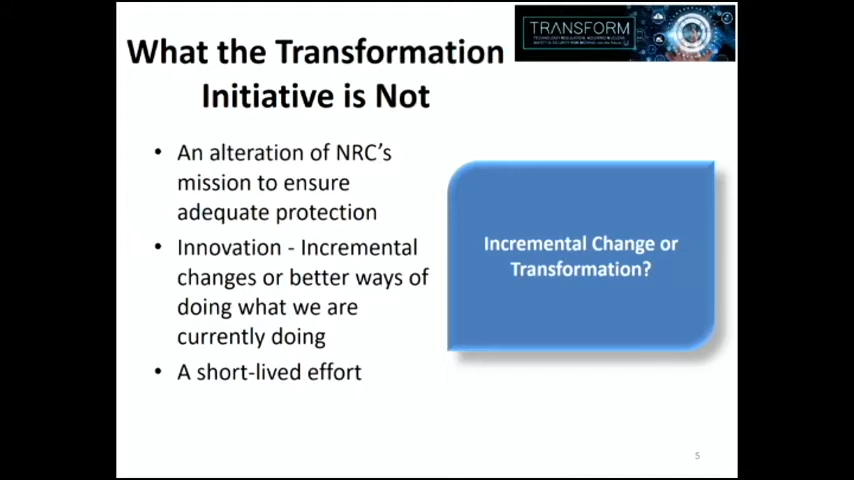 What the Transformation
Initiative is Not
TRANSFORM
• An alteration of NRC's
mission to ensure
adequate protection
• Innovation - Incremental
changes or better ways of
doing what we are
currently doing
• A short-lived effort
Incremental Change or
Transformation?
5